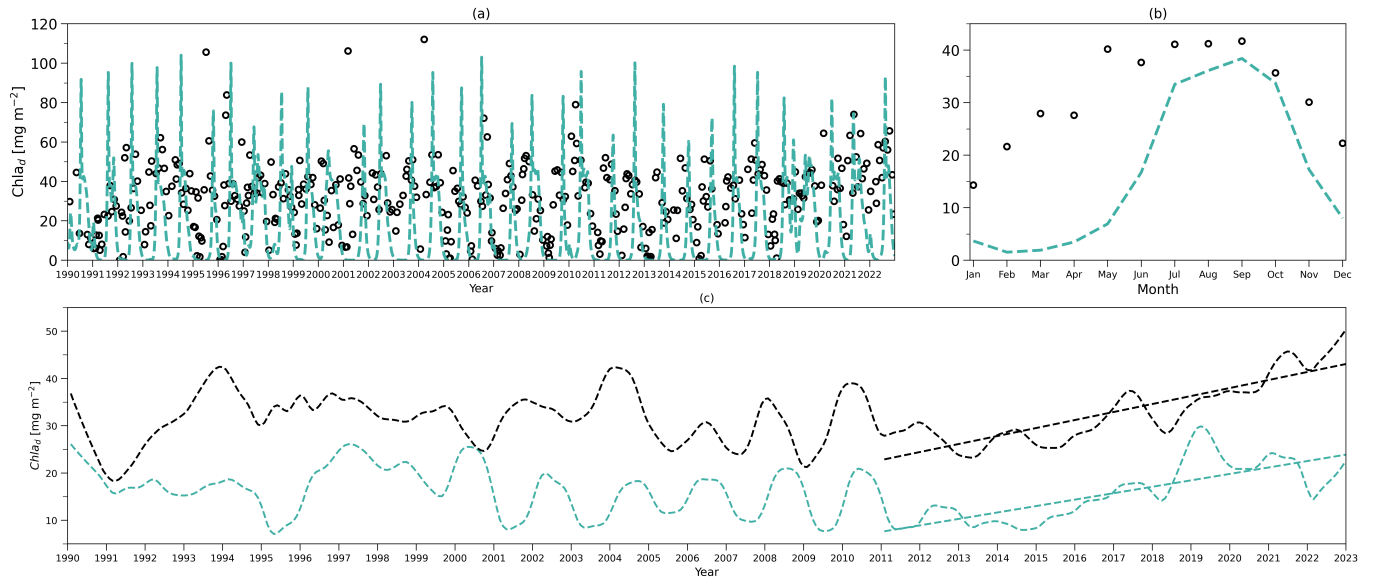 (a)
Chla_d [mg m⁻²]
120
100
80
60
40
20
0
1990 1991 1992 1993 1994 1995 1996 1997 1998 1999 2000 2001 2002 2003 2004 2005 2006 2007 2008 2009 2010 2011 2012 2013 2014 2015 2016 2017 2018 2019 2020 2021 2022
Year
(b)
40
30
20
10
0
Jan Feb Mar Apr May Jun Jul Aug Sep Oct Nov Dec
Month
(c)
Chla_d [mg m⁻²]
50
40
30
20
10
1990 1991 1992 1993 1994 1995 1996 1997 1998 1999 2000 2001 2002 2003 2004 2005 2006 2007 2008 2009 2010 2011 2012 2013 2014 2015 2016 2017 2018 2019 2020 2021 2022 2023
Year